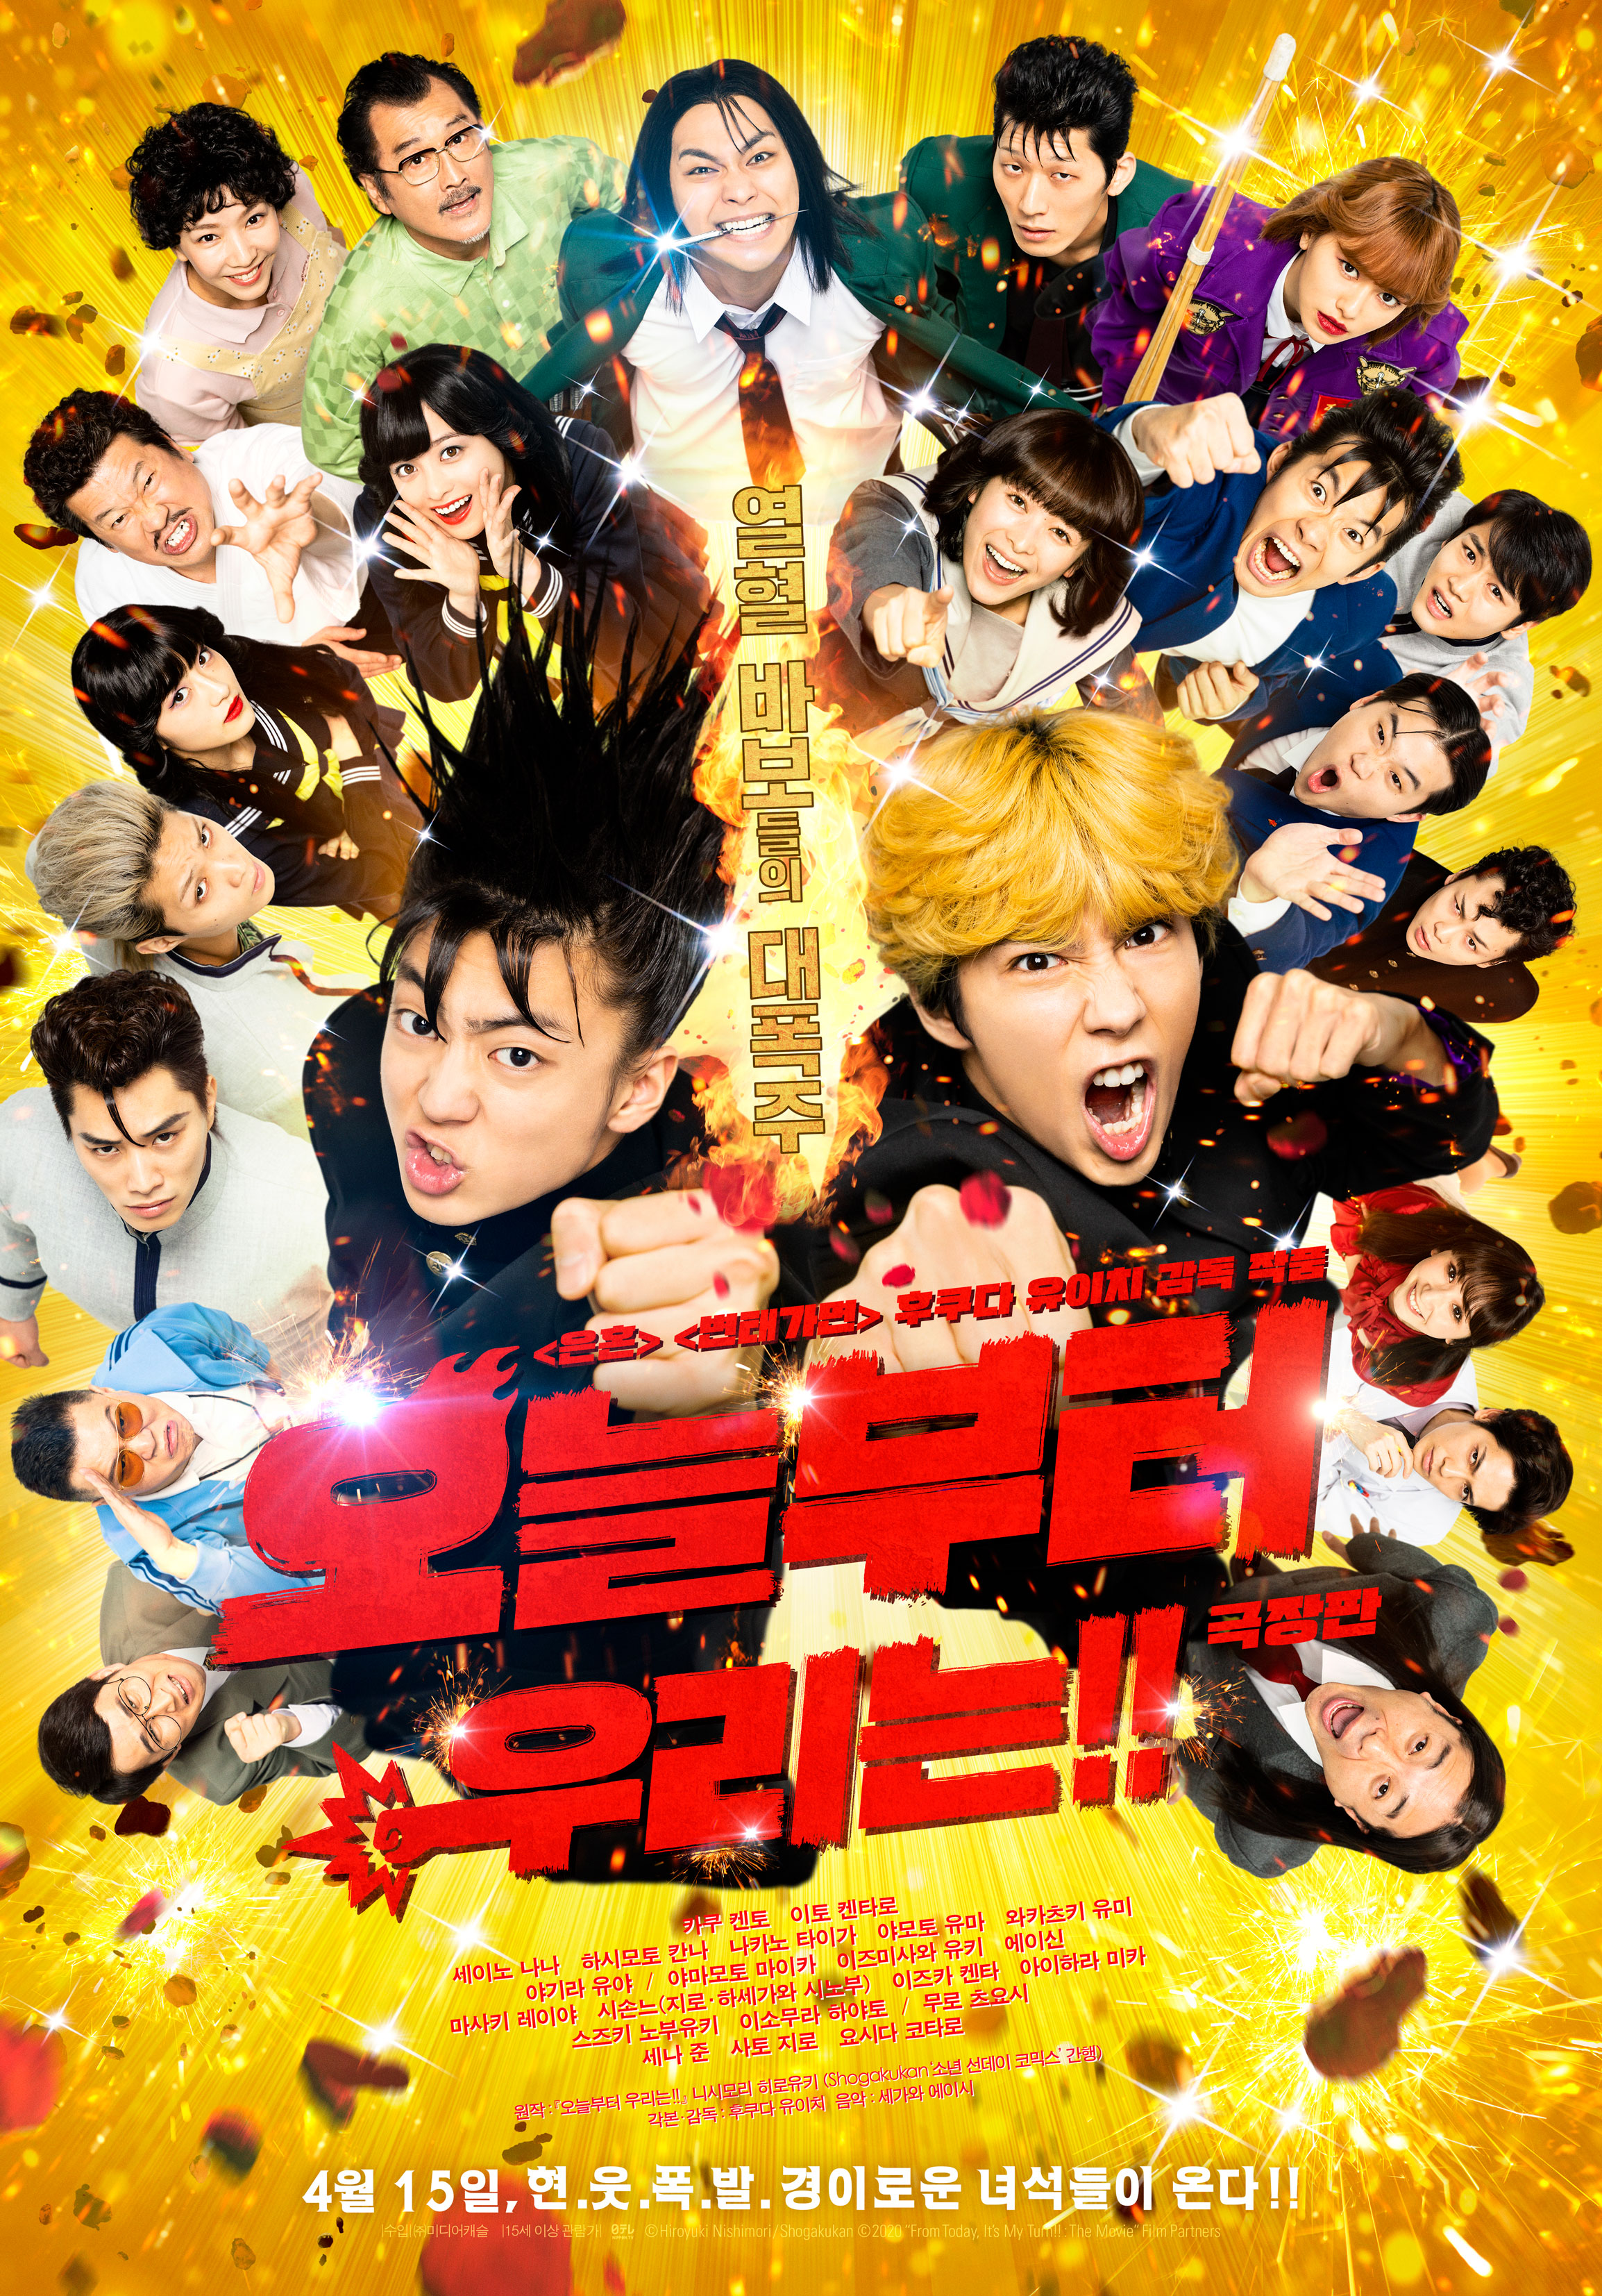 열혈 바보들의 대폭주
<은혼> <변태가면> 후쿠다 유이치 감독 작품
오늘부터
우리는!!
극장판
카쿠 켄토 이토 켄타로
세이노 나나 하시모토 칸나 나카노 타이가 야모토 유마 와카츠키 유미
야기라 유야 / 야마모토 마이카 이즈미사와 유키 에이신
마사키 레이야 시손느(지로·하세가와 시노부) 이즈카 켄타 아이하라 미카
스즈키 노부유키 이소무라 하야토 / 무로 츠요시
세나 준 사토 지로 요시다 코타로
원작 : 『오늘부터 우리는!!』 니시모리 히로유키 (Shogakukan '소년 선데이 코믹스' 간행)
각본·감독 : 후쿠다 유이치 음악 : 세가와 에이시
4월 15일, 현.웃.폭.발. 경이로운 녀석들이 온다!!
|수입| ㈜미디어캐슬 |15세 이상 관람가| 日テレ ©Hiroyuki Nishimori/Shogakukan ©2020 "From Today, It's My Turn!! The Movie" Film Partners